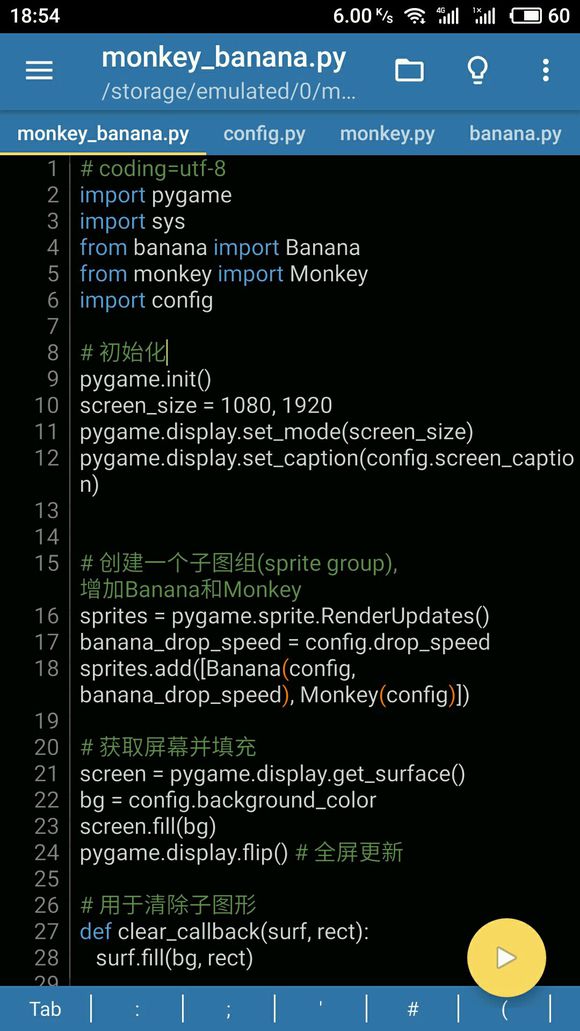 18:54 6.00 K/s 4G 1× 60
monkey_banana.py
/storage/emulated/0/m...
monkey_banana.py config.py monkey.py banana.py
1 # coding=utf-8
2 import pygame
3 import sys
4 from banana import Banana
5 from monkey import Monkey
6 import config
7
8 # 初始化
9 pygame.init()
10 screen_size = 1080, 1920
11 pygame.display.set_mode(screen_size)
12 pygame.display.set_caption(config.screen_captio
n)
13
14
15 # 创建一个子图组(sprite group),
增加Banana和Monkey
16 sprites = pygame.sprite.RenderUpdates()
17 banana_drop_speed = config.drop_speed
18 sprites.add([Banana(config,
banana_drop_speed), Monkey(config)])
19
20 # 获取屏幕并填充
21 screen = pygame.display.get_surface()
22 bg = config.background_color
23 screen.fill(bg)
24 pygame.display.flip() # 全屏更新
25
26 # 用于清除子图形
27 def clear_callback(surf, rect):
28 surf.fill(bg, rect)
29
Tab : ; ' # (